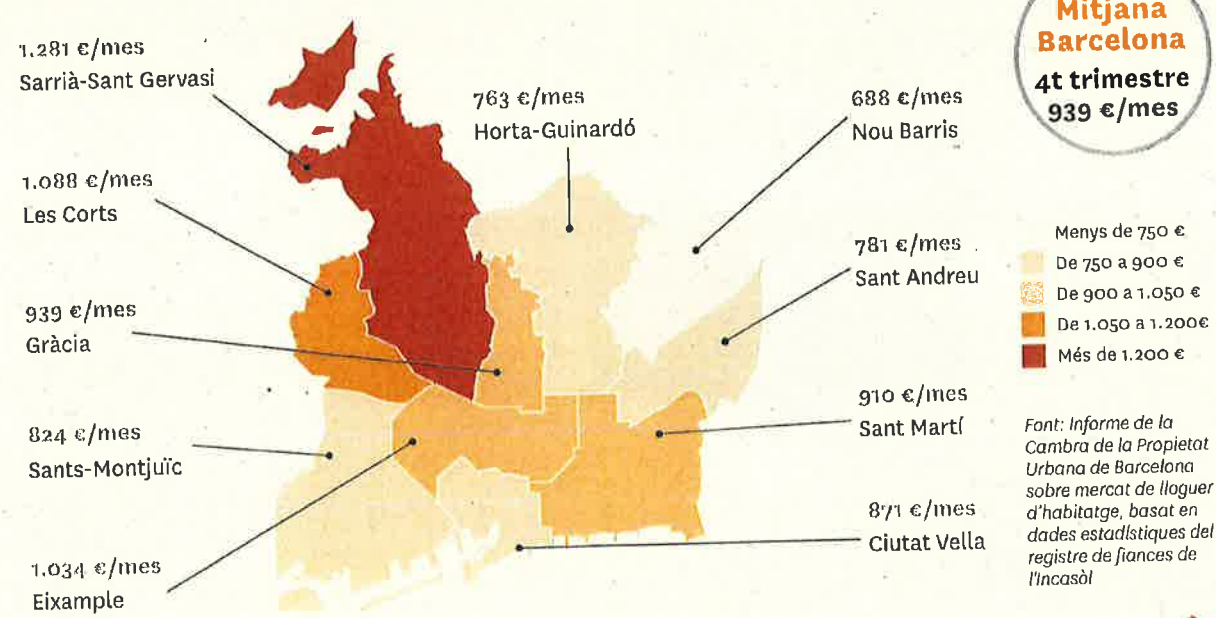 1.281 €/mes
Sarrià-Sant Gervasi
1.088 €/mes
Les Corts
939 €/mes
Gràcia
824 €/mes
Sants-Montjuïc
1.034 €/mes
Eixample
763 €/mes
Horta-Guinardó
688 €/mes
Nou Barris
781 €/mes
Sant Andreu
910 €/mes
Sant Martí
871 €/mes
Ciutat Vella
Mitjana
Barcelona
4t trimestre
939 €/mes
Menys de 750 €
De 750 a 900 €
De 900 a 1.050 €
De 1.050 a 1.200€
Més de 1.200 €
Font: Informe de la
Cambra de la Propietat
Urbana de Barcelona
sobre mercat de lloguer
d'habitatge, basat en
dades estadístiques del
registre de fiances de
l'Incasòl